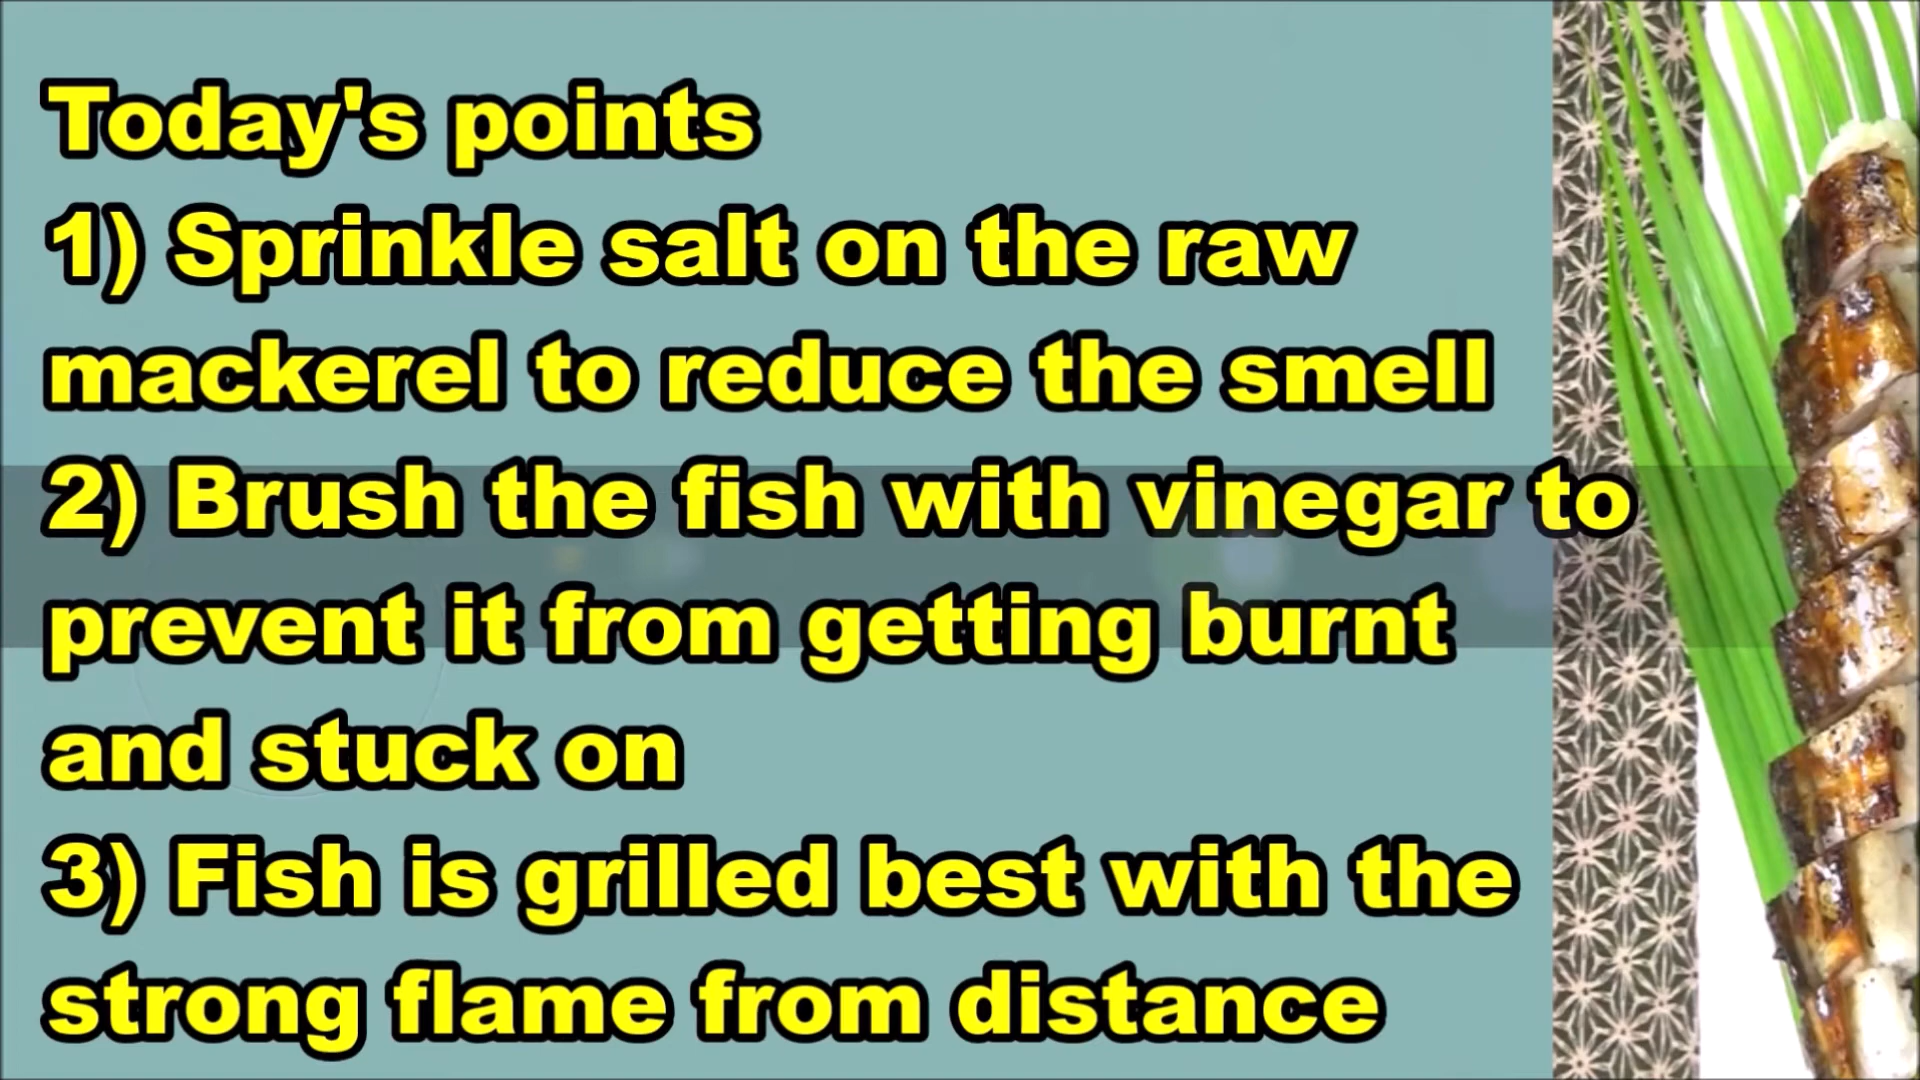 Today's points
1) Sprinkle salt on the raw
mackerel to reduce the smell
2) Brush the fish with vinegar to
prevent it from getting burnt
and stuck on
3) Fish is grilled best with the
strong flame from distance